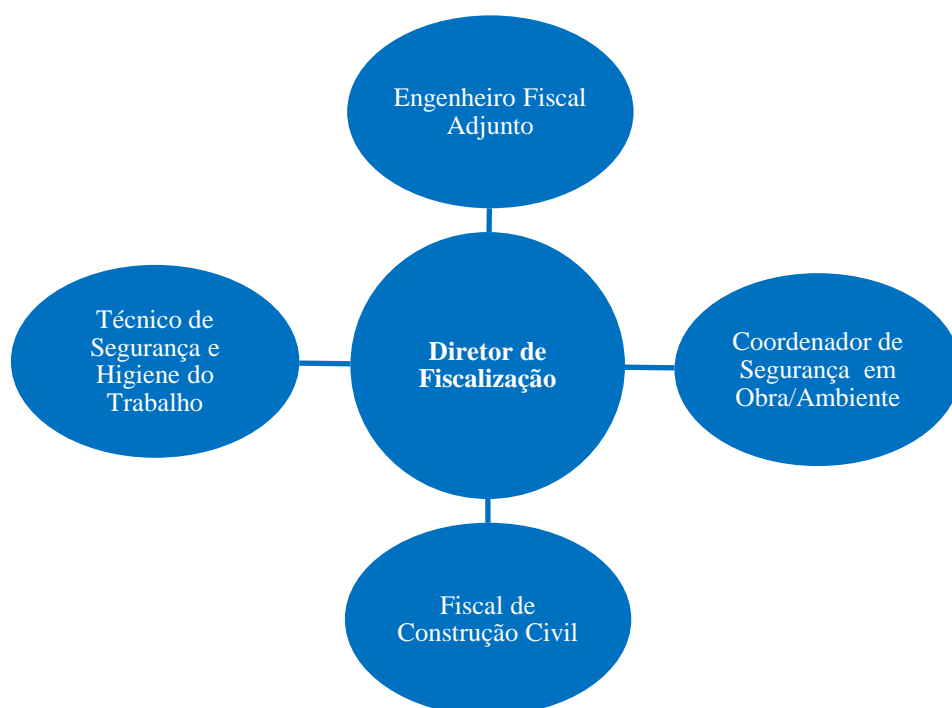 Engenheiro Fiscal
Adjunto
Técnico de
Segurança e
Higiene do
Trabalho
Diretor de
Fiscalização
Coordenador de
Segurança em
Obra/Ambiente
Fiscal de
Construção Civil